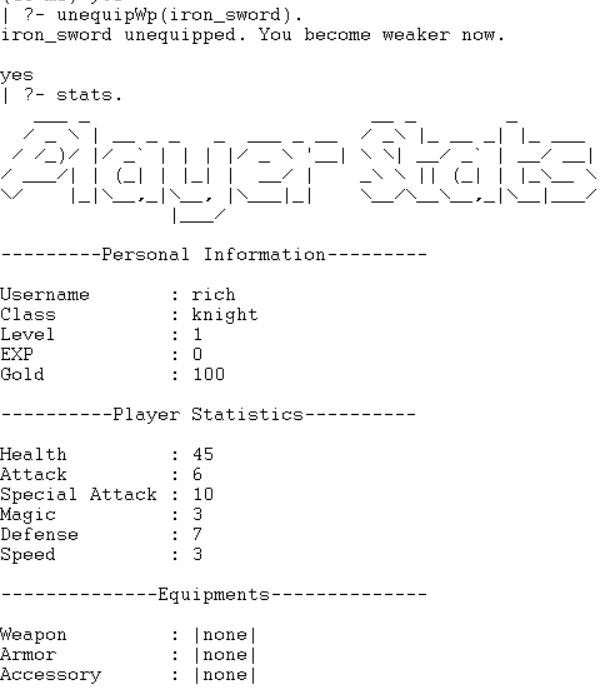 | ?- unequipWp(iron_sword).
iron_sword unequipped. You become weaker now.
yes
| ?- stats.
Player Stats
---------Personal Information---------
Username : rich
Class : knight
Level : 1
EXP : 0
Gold : 100
----------Player Statistics----------
Health : 45
Attack : 6
Special Attack : 10
Magic : 3
Defense : 7
Speed : 3
--------------Equipments--------------
Weapon : |none|
Armor : |none|
Accessory : |none|